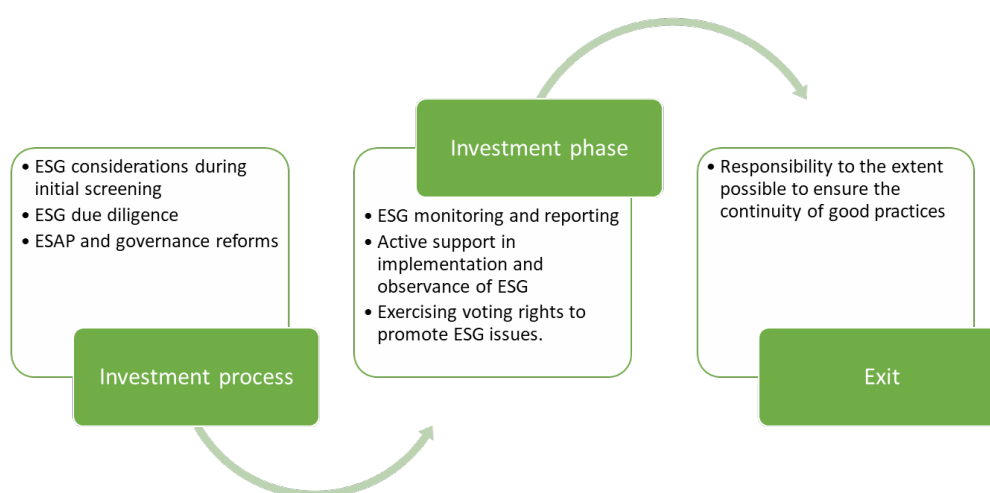 • ESG considerations during
initial screening
• ESG due diligence
• ESAP and governance reforms
Investment process
Investment phase
• ESG monitoring and reporting
• Active support in
implementation and
observance of ESG
• Exercising voting rights to
promote ESG issues.
• Responsibility to the extent
possible to ensure the
continuity of good practices
Exit